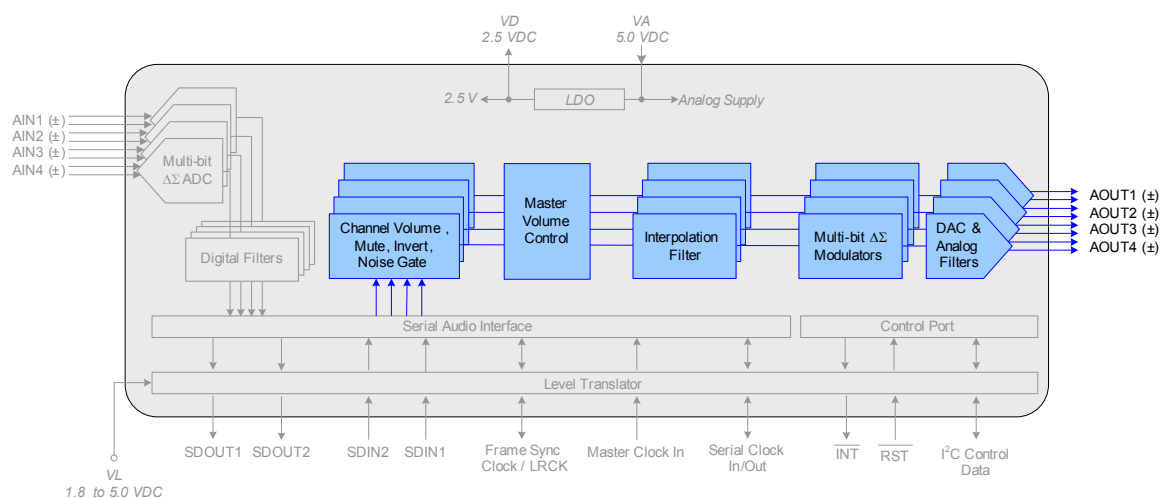 VD
2.5 VDC
VA
5.0 VDC
2.5 V
LDO
Analog Supply
AIN1 (±)
AIN2 (±)
AIN3 (±)
AIN4 (±)
Multi-bit
ΔΣ ADC
Digital Filters
Channel Volume ,
Mute, Invert,
Noise Gate
Master
Volume
Control
Interpolation
Filter
Multi-bit ΔΣ
Modulators
DAC &
Analog
Filters
AOUT1 (±)
AOUT2 (±)
AOUT3 (±)
AOUT4 (±)
Serial Audio Interface
Control Port
Level Translator
VL
1.8 to 5.0 VDC
SDOUT1
SDOUT2
SDIN2
SDIN1
Frame Sync
Clock / LRCK
Master Clock In
Serial Clock
In/Out
INT
RST
I²C Control
Data